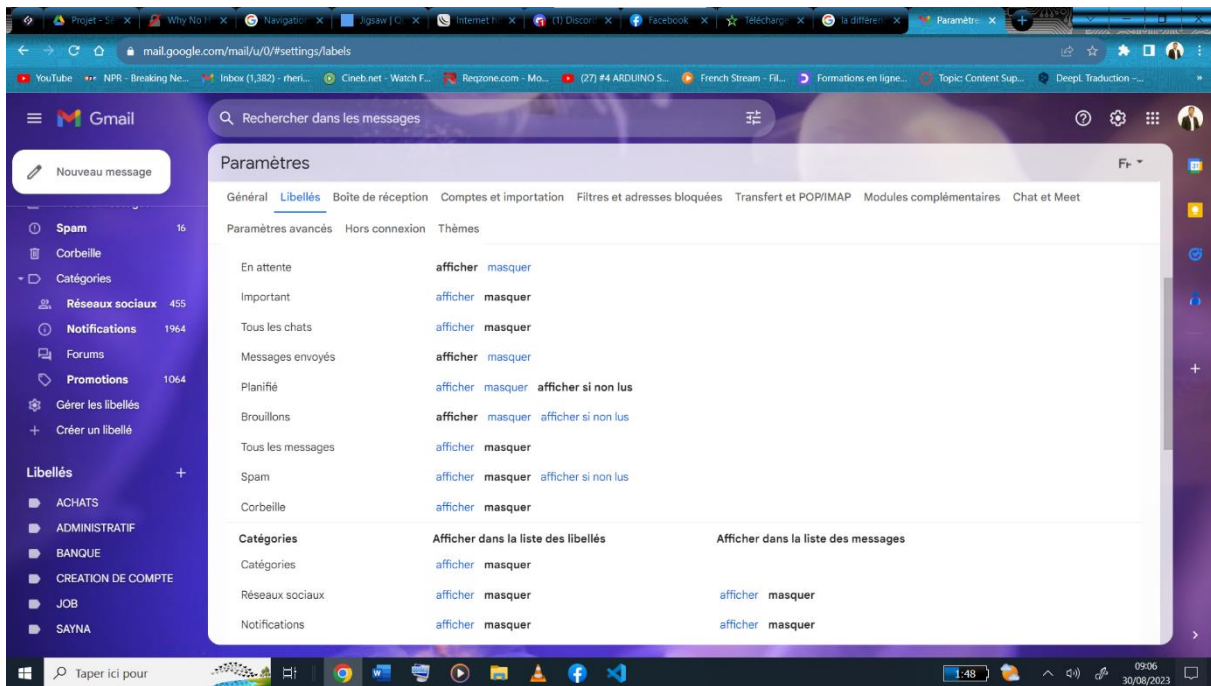 Projet - Se
Why No H
Navigation
Jigsaw | G
Internet h
(1) Discord
Facebook
Télécharge
la différen
Paramètre
mail.google.com/mail/u/0/#settings/labels
YouTube
NPR - Breaking Ne...
Inbox (1,382) - rheri...
Cineb.net - Watch F...
Reqzone.com - Mo...
(27) #4 ARDUINO S...
French Stream - Fil...
Formations en ligne...
Topic: Content Sup...
DeepL Traduction –...
Gmail
Rechercher dans les messages
Nouveau message
Spam 16
Corbeille
Catégories
Réseaux sociaux 455
Notifications 1964
Forums
Promotions 1064
Gérer les libellés
Créer un libellé
Libellés
ACHATS
ADMINISTRATIF
BANQUE
CREATION DE COMPTE
JOB
SAYNA
Paramètres
Fr
Général Libellés Boîte de réception Comptes et importation Filtres et adresses bloquées Transfert et POP/IMAP Modules complémentaires Chat et Meet
Paramètres avancés Hors connexion Thèmes
En attente afficher masquer
Important afficher masquer
Tous les chats afficher masquer
Messages envoyés afficher masquer
Planifié afficher masquer afficher si non lus
Brouillons afficher masquer afficher si non lus
Tous les messages afficher masquer
Spam afficher masquer afficher si non lus
Corbeille afficher masquer
Catégories Afficher dans la liste des libellés Afficher dans la liste des messages
Catégories afficher masquer
Réseaux sociaux afficher masquer afficher masquer
Notifications afficher masquer afficher masquer
Taper ici pour
1:48
09:06
30/08/2023